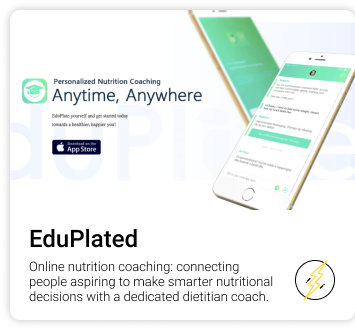 Personalized Nutrition Coaching
Anytime, Anywhere
EduPlate yourself and get started today
towards a healthier, happier you!
Download on the
App Store
EduPlated
Online nutrition coaching: connecting
people aspiring to make smarter nutritional
decisions with a dedicated dietitian coach.